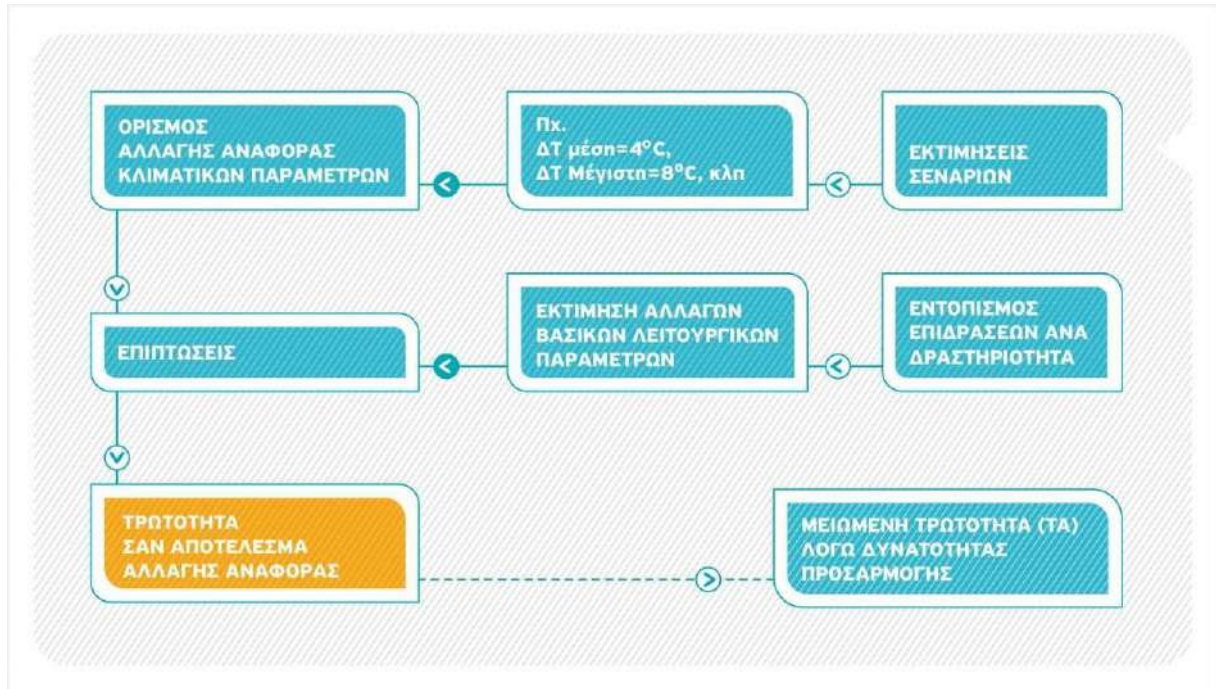 ΟΡΙΣΜΟΣ
ΑΛΛΑΓΗΣ ΑΝΑΦΟΡΑΣ
ΚΛΙΜΑΤΙΚΩΝ ΠΑΡΑΜΕΤΡΩΝ
Πχ.
ΔΤ μέση=4°C,
ΔΤ Μέγιστη=8°C, κλπ
ΕΚΤΙΜΗΣΕΙΣ
ΣΕΝΑΡΙΩΝ
ΕΠΙΠΤΩΣΕΙΣ
ΕΚΤΙΜΗΣΗ ΑΛΛΑΓΩΝ
ΒΑΣΙΚΩΝ ΛΕΙΤΟΥΡΓΙΚΩΝ
ΠΑΡΑΜΕΤΡΩΝ
ΕΝΤΟΠΙΣΜΟΣ
ΕΠΙΔΡΑΣΕΩΝ ΑΝΑ
ΔΡΑΣΤΗΡΙΟΤΗΤΑ
ΤΡΩΤΟΤΗΤΑ
ΣΑΝ ΑΠΟΤΕΛΕΣΜΑ
ΑΛΛΑΓΗΣ ΑΝΑΦΟΡΑΣ
ΜΕΙΩΜΕΝΗ ΤΡΩΤΟΤΗΤΑ (ΤΑ)
ΛΟΓΩ ΔΥΝΑΤΟΤΗΤΑΣ
ΠΡΟΣΑΡΜΟΓΗΣ